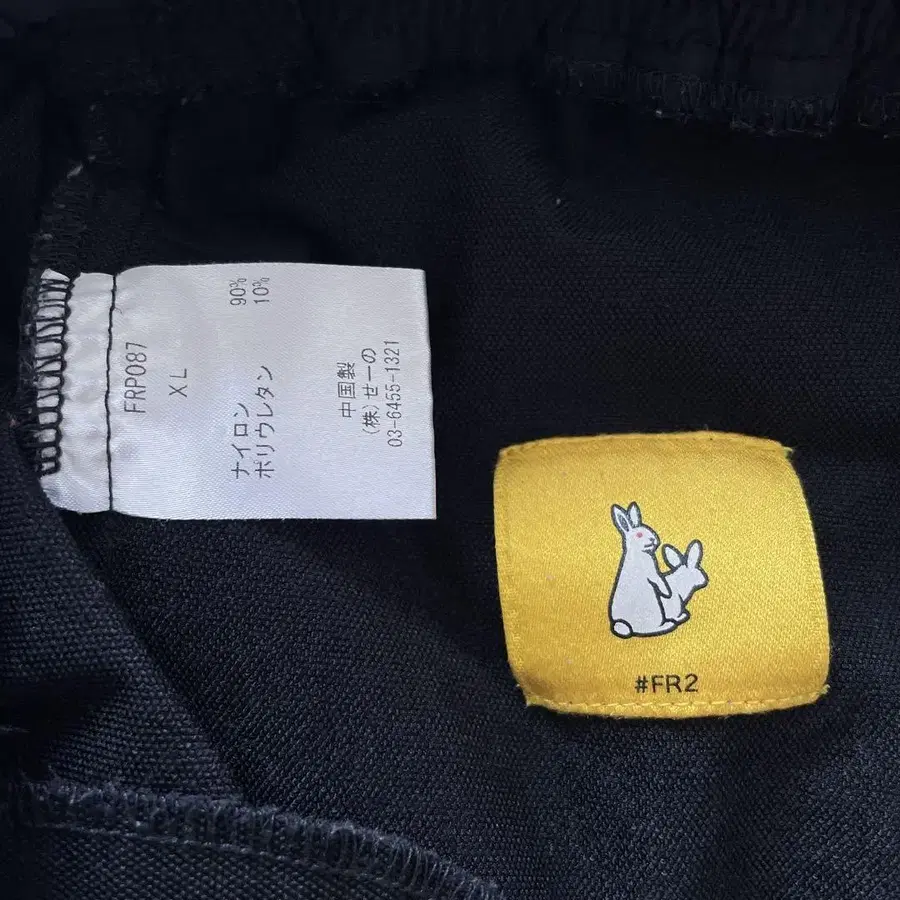 FRP087
XL
ナイロン 90%
ポリウレタン 10%
中国製
(株)せーの
03-6455-1321
#FR2